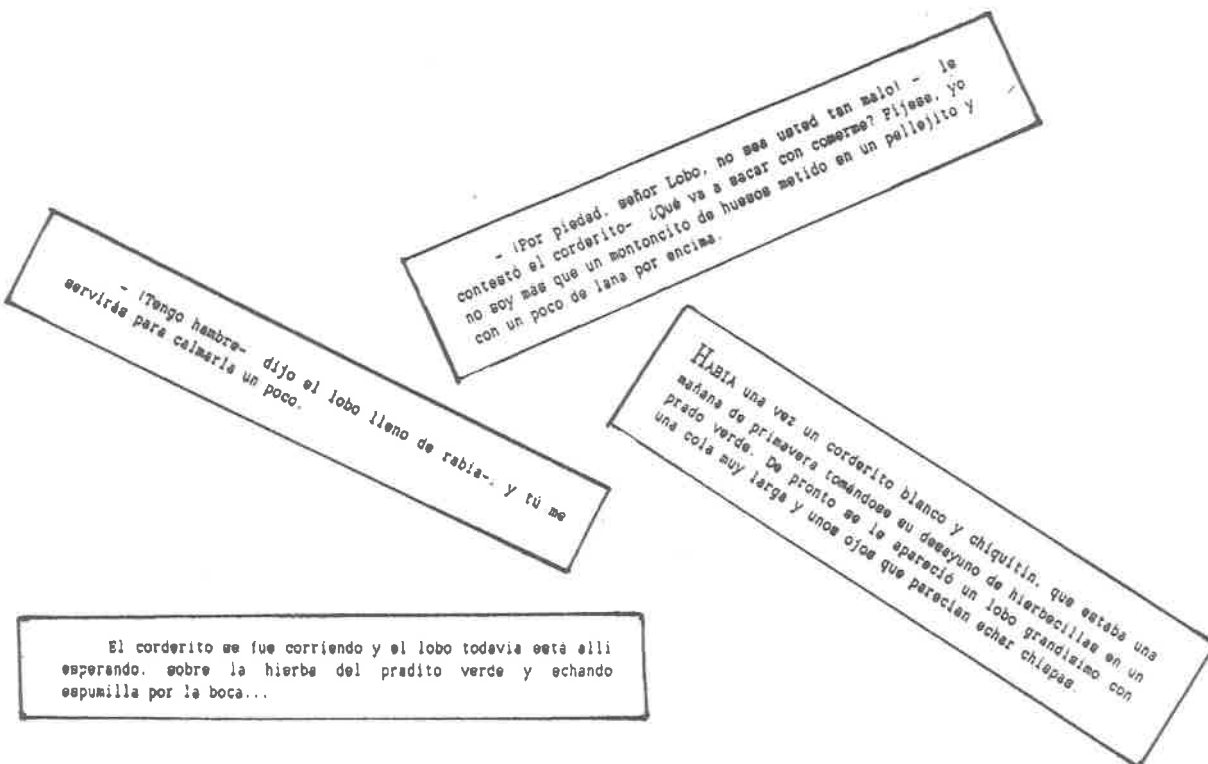 - ¡Por piedad, señor Lobo, no sea usted tan malo! - le
contestó el corderito- ¿Qué va a sacar con comerme? Fíjese, yo
no soy más que un montoncito de huesos metido en un pellejito y
con un poco de lana por encima.
- ¡Tengo hambre- dijo el lobo lleno de rabia-, y tú me
servirás para calmarla un poco.
HABIA una vez un corderito blanco y chiquitín, que estaba una
mañana de primavera tomándose su desayuno de hierbecillas en un
prado verde. De pronto se le apareció un lobo grandísimo con
una cola muy larga y unos ojos que parecían echar chispas.
El corderito se fue corriendo y el lobo todavía está allí
esperando, sobre la hierba del pradito verde y echando
espumilla por la boca...